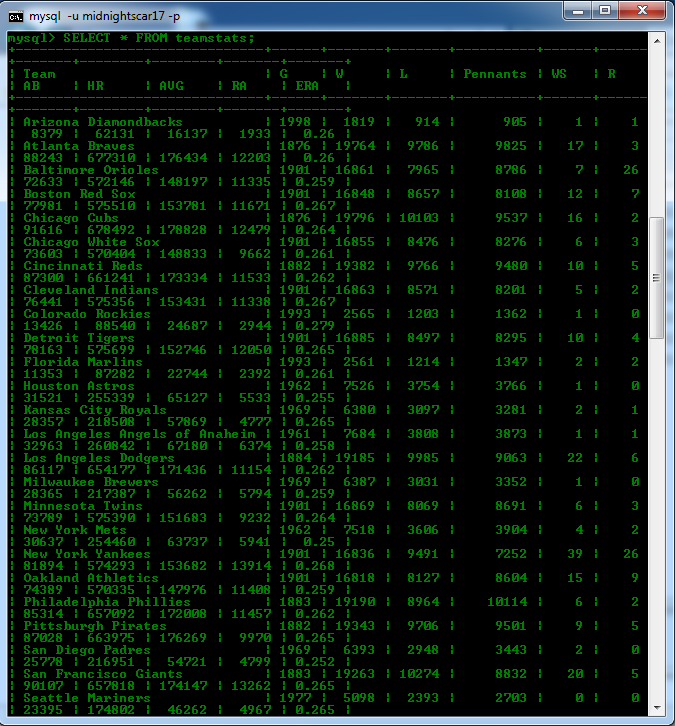 mysql -u midnightscar17 -p
mysql> SELECT * FROM teamstats;
+------
| Team | G | W | L | Pennants | WS | R
| AB | HR | AVG | RA | ERA |
| Arizona Diamondbacks | 1998 | 1819 | 914 | 905 | 1 | 1
| 8379 | 62131 | 16137 | 1933 | 0.26 |
| Atlanta Braves | 1876 | 19764 | 9786 | 9825 | 17 | 3
| 88243 | 677310 | 176434 | 12203 | 0.26 |
| Baltimore Orioles | 1901 | 16861 | 7965 | 8786 | 7 | 26
| 72633 | 572146 | 148197 | 11335 | 0.259 |
| Boston Red Sox | 1901 | 16848 | 8657 | 8108 | 12 | 7
| 77981 | 575510 | 153781 | 11671 | 0.267 |
| Chicago Cubs | 1876 | 19796 | 10103 | 9537 | 16 | 2
| 91616 | 678492 | 178828 | 12479 | 0.264 |
| Chicago White Sox | 1901 | 16855 | 8476 | 8276 | 6 | 3
| 73603 | 570404 | 148833 | 9662 | 0.261 |
| Cincinnati Reds | 1882 | 19382 | 9766 | 9480 | 10 | 5
| 87300 | 661241 | 173334 | 11533 | 0.262 |
| Cleveland Indians | 1901 | 16863 | 8571 | 8201 | 5 | 2
| 76441 | 575356 | 153431 | 11338 | 0.267 |
| Colorado Rockies | 1993 | 2565 | 1203 | 1362 | 1 | 0
| 13426 | 88540 | 24687 | 2944 | 0.279 |
| Detroit Tigers | 1901 | 16885 | 8497 | 8295 | 10 | 4
| 78163 | 575699 | 152746 | 12050 | 0.265 |
| Florida Marlins | 1993 | 2561 | 1214 | 1347 | 2 | 2
| 11353 | 87282 | 22744 | 2392 | 0.261 |
| Houston Astros | 1962 | 7526 | 3754 | 3766 | 1 | 0
| 31521 | 255339 | 65127 | 5533 | 0.255 |
| Kansas City Royals | 1969 | 6380 | 3097 | 3281 | 2 | 1
| 28357 | 218508 | 57869 | 4777 | 0.265 |
| Los Angeles Angels of Anaheim | 1961 | 7684 | 3808 | 3873 | 1 | 1
| 32963 | 260842 | 67180 | 6374 | 0.258 |
| Los Angeles Dodgers | 1884 | 19185 | 9985 | 9063 | 22 | 6
| 86117 | 654177 | 171436 | 11154 | 0.262 |
| Milwaukee Brewers | 1969 | 6387 | 3031 | 3352 | 1 | 0
| 28365 | 217387 | 56262 | 5794 | 0.259 |
| Minnesota Twins | 1901 | 16869 | 8069 | 8691 | 6 | 3
| 73789 | 575390 | 151683 | 9232 | 0.264 |
| New York Mets | 1962 | 7518 | 3606 | 3904 | 4 | 2
| 30637 | 254460 | 63737 | 5941 | 0.25 |
| New York Yankees | 1901 | 16836 | 9491 | 7252 | 39 | 26
| 81894 | 574293 | 153682 | 13914 | 0.268 |
| Oakland Athletics | 1901 | 16818 | 8127 | 8604 | 15 | 9
| 74389 | 570335 | 147976 | 11408 | 0.259 |
| Philadelphia Phillies | 1883 | 19190 | 8964 | 10114 | 6 | 2
| 85314 | 657092 | 172008 | 11457 | 0.262 |
| Pittsburgh Pirates | 1882 | 19343 | 9706 | 9501 | 9 | 5
| 87028 | 663975 | 176269 | 9970 | 0.265 |
| San Diego Padres | 1969 | 6393 | 2948 | 3443 | 2 | 0
| 25778 | 216951 | 54721 | 4799 | 0.252 |
| San Francisco Giants | 1883 | 19263 | 10274 | 8832 | 20 | 5
| 90107 | 657818 | 174147 | 13262 | 0.265 |
| Seattle Mariners | 1977 | 5098 | 2393 | 2703 | 0 | 0
| 23395 | 174802 | 46262 | 4967 | 0.265 |